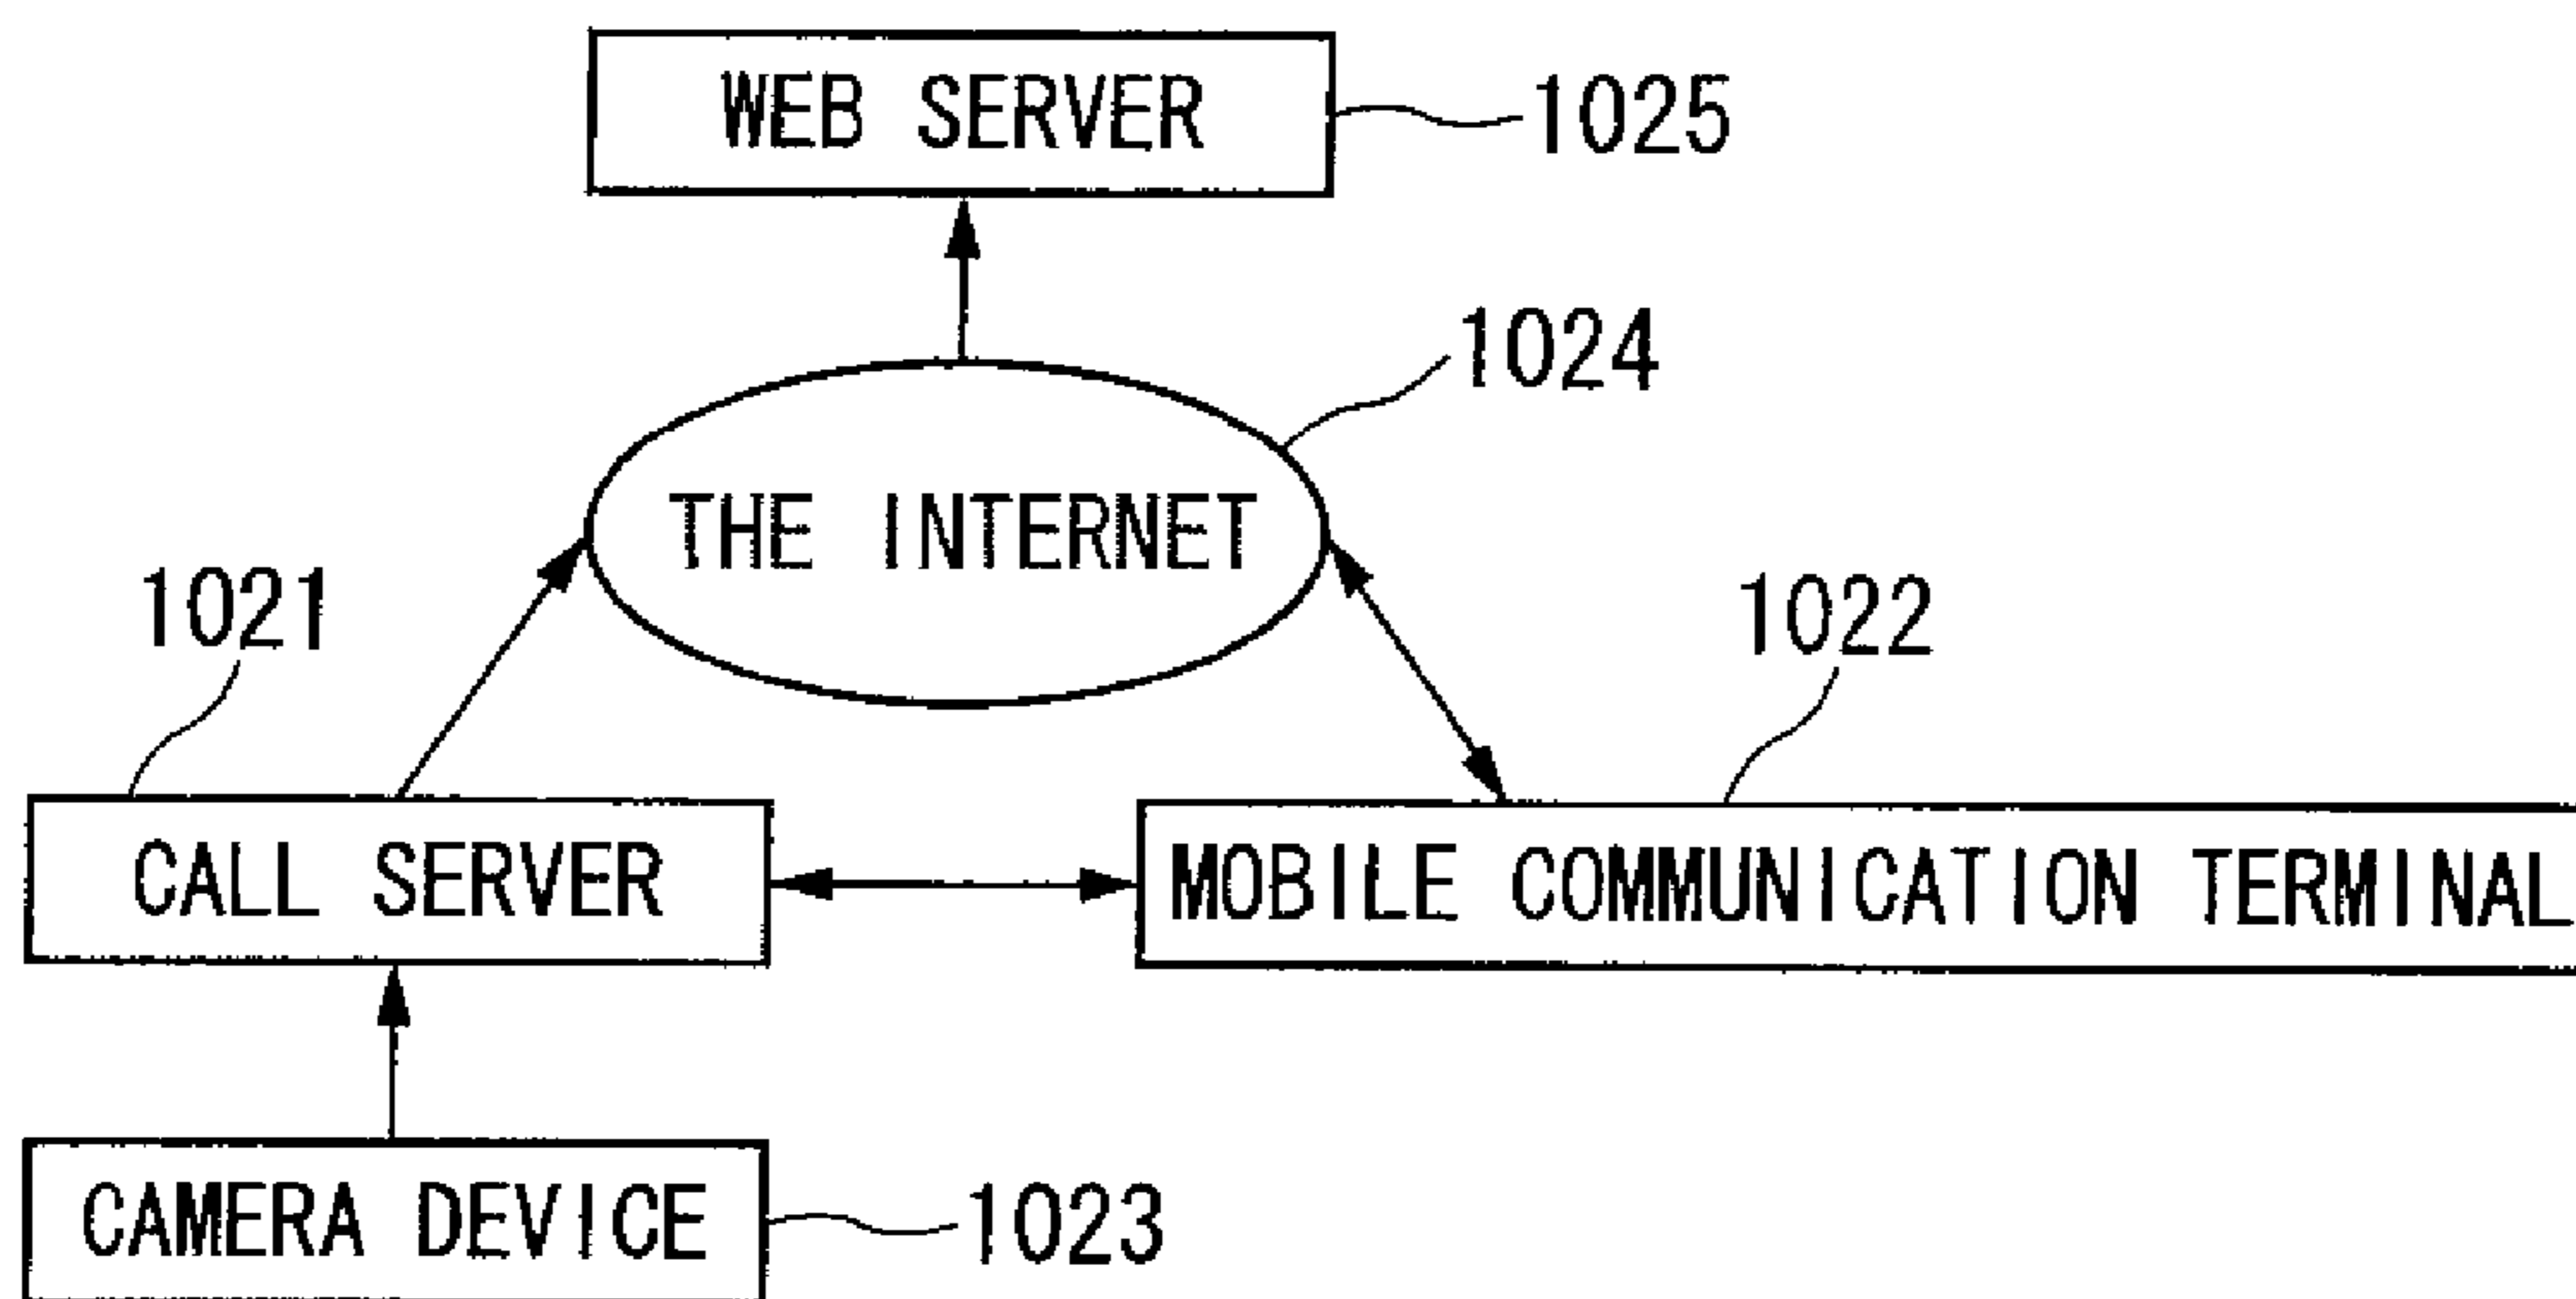 WEB SERVER
1025
1024
THE INTERNET
1021
1022
CALL SERVER
MOBILE COMMUNICATION TERMINAL
CAMERA DEVICE
1023